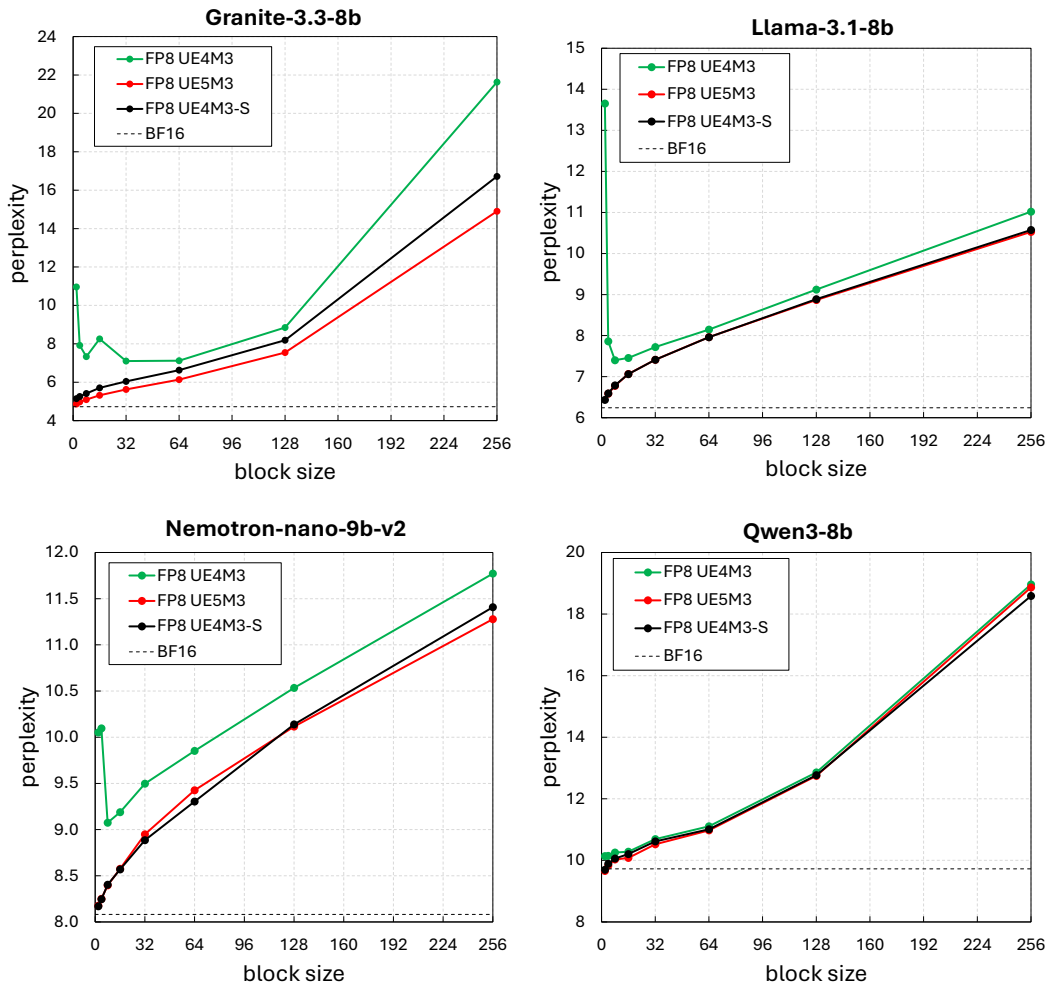 Granite-3.3-8b
24
22
20
18
16
14
12
10
8
6
4
perplexity
FP8 UE4M3
FP8 UE5M3
FP8 UE4M3-S
BF16
0 32 64 96 128 160 192 224 256
block size
Llama-3.1-8b
15
14
13
12
11
10
9
8
7
6
perplexity
FP8 UE4M3
FP8 UE5M3
FP8 UE4M3-S
BF16
0 32 64 96 128 160 192 224 256
block size
Nemotron-nano-9b-v2
12.0
11.5
11.0
10.5
10.0
9.5
9.0
8.5
8.0
perplexity
FP8 UE4M3
FP8 UE5M3
FP8 UE4M3-S
BF16
0 32 64 96 128 160 192 224 256
block size
Qwen3-8b
20
18
16
14
12
10
8
perplexity
FP8 UE4M3
FP8 UE5M3
FP8 UE4M3-S
BF16
0 32 64 96 128 160 192 224 256
block size